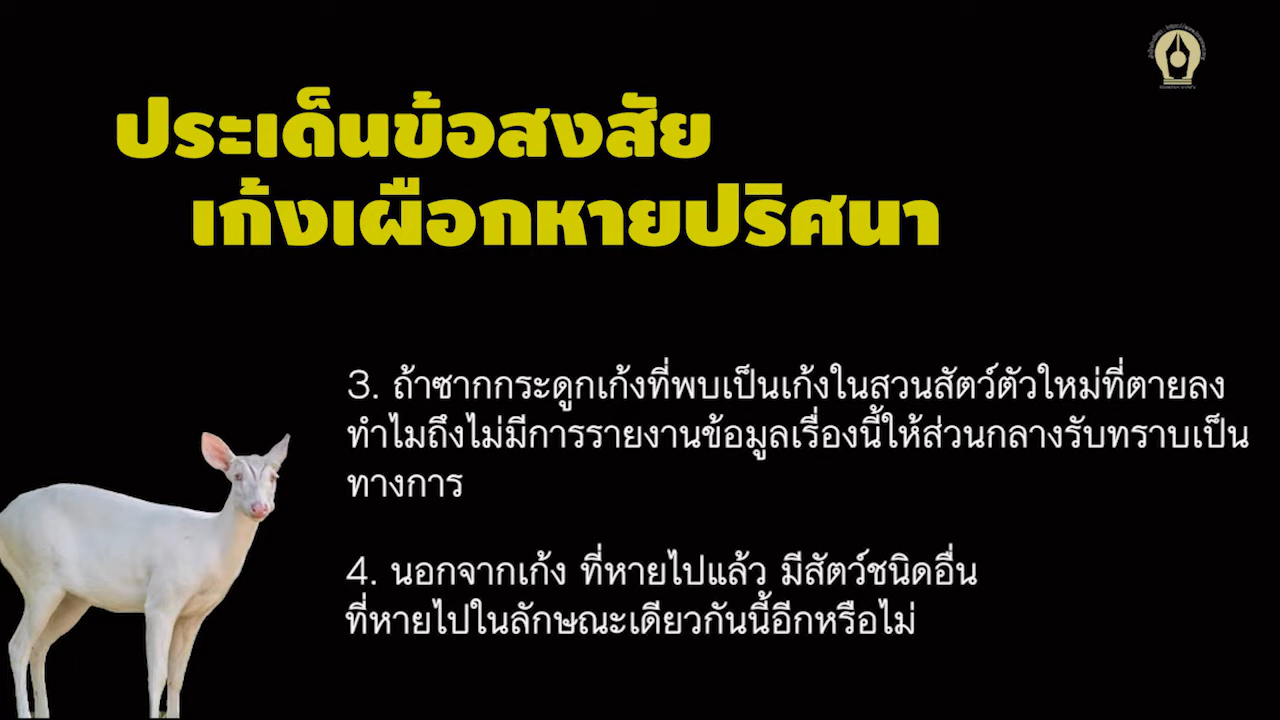 ประเด็นข้อสงสัย
เก้งเผือกหายปริศนา
3. ถ้าซากกระดูกเก้งที่พบเป็นเก้งในสวนสัตว์ตัวใหม่ที่ตายลง
ทำไมถึงไม่มีการรายงานข้อมูลเรื่องนี้ให้ส่วนกลางรับทราบเป็น
ทางการ
4. นอกจากเก้ง ที่หายไปแล้ว มีสัตว์ชนิดอื่น
ที่หายไปในลักษณะเดียวกันนี้อีกหรือไม่